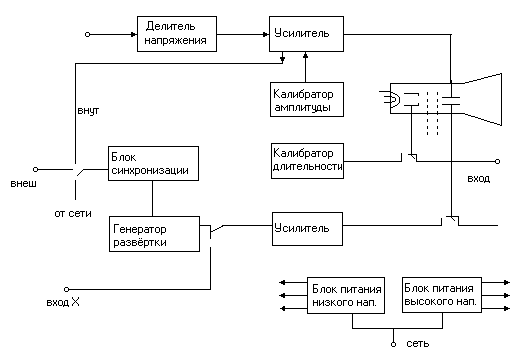 Делитель
напряжения
Усилитель
Калибратор
амплитуды
внут
Блок
синхронизации
Калибратор
длительности
внеш
вход
от сети
Генератор
развёртки
Усилитель
вход X
Блок питания
низкого нап.
Блок питания
высокого нап.
сеть